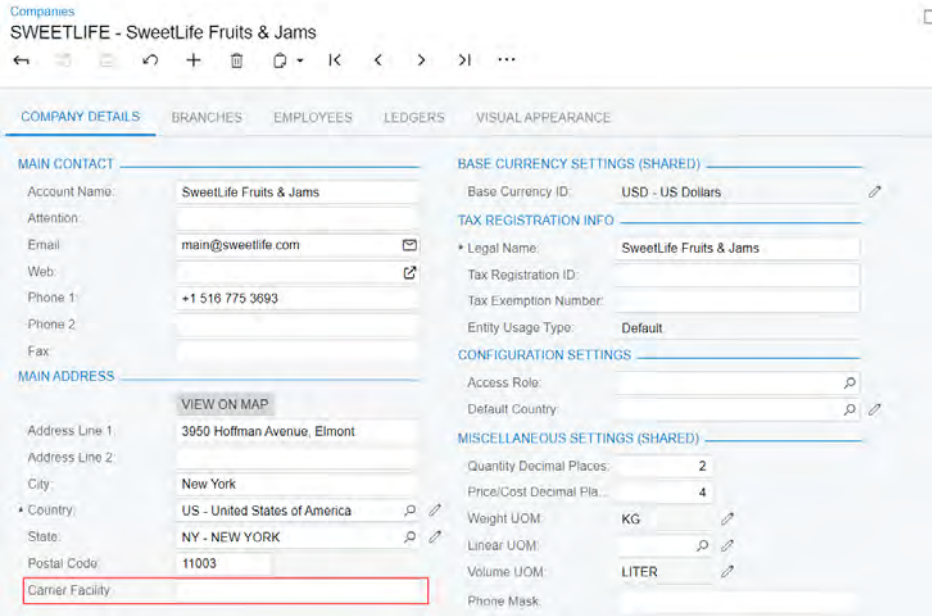 Companies
SWEETLIFE - SweetLife Fruits & Jams
COMPANY DETAILS BRANCHES EMPLOYEES LEDGERS VISUAL APPEARANCE
MAIN CONTACT
Account Name: SweetLife Fruits & Jams
Attention:
Email: main@sweetlife.com
Web:
Phone 1: +1 516 775 3693
Phone 2:
Fax:
MAIN ADDRESS
VIEW ON MAP
Address Line 1: 3950 Hoffman Avenue, Elmont
Address Line 2:
City: New York
Country: US - United States of America
State: NY - NEW YORK
Postal Code: 11003
Carrier Facility
BASE CURRENCY SETTINGS (SHARED)
Base Currency ID: USD - US Dollars
TAX REGISTRATION INFO
* Legal Name: SweetLife Fruits & Jams
Tax Registration ID:
Tax Exemption Number:
Entity Usage Type: Default
CONFIGURATION SETTINGS
Access Role:
Default Country:
MISCELLANEOUS SETTINGS (SHARED)
Quantity Decimal Places: 2
Price/Cost Decimal Pla... 4
Weight UOM: KG
Linear UOM:
Volume UOM: LITER
Phone Mask: